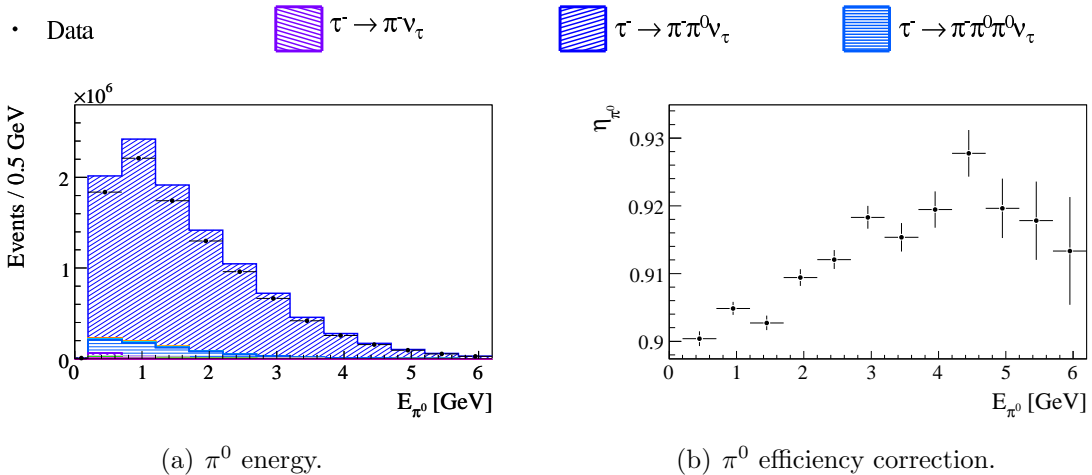 · Data τ⁻ → π⁻ν_τ τ⁻ → π⁻π⁰ν_τ τ⁻ → π⁻π⁰π⁰ν_τ
×10⁶
Events / 0.5 GeV
2
1
0
0 1 2 3 4 5 6
E_π⁰ [GeV]
(a) π⁰ energy.
η_π⁰
0.93
0.92
0.91
0.9
0 1 2 3 4 5 6
E_π⁰ [GeV]
(b) π⁰ efficiency correction.